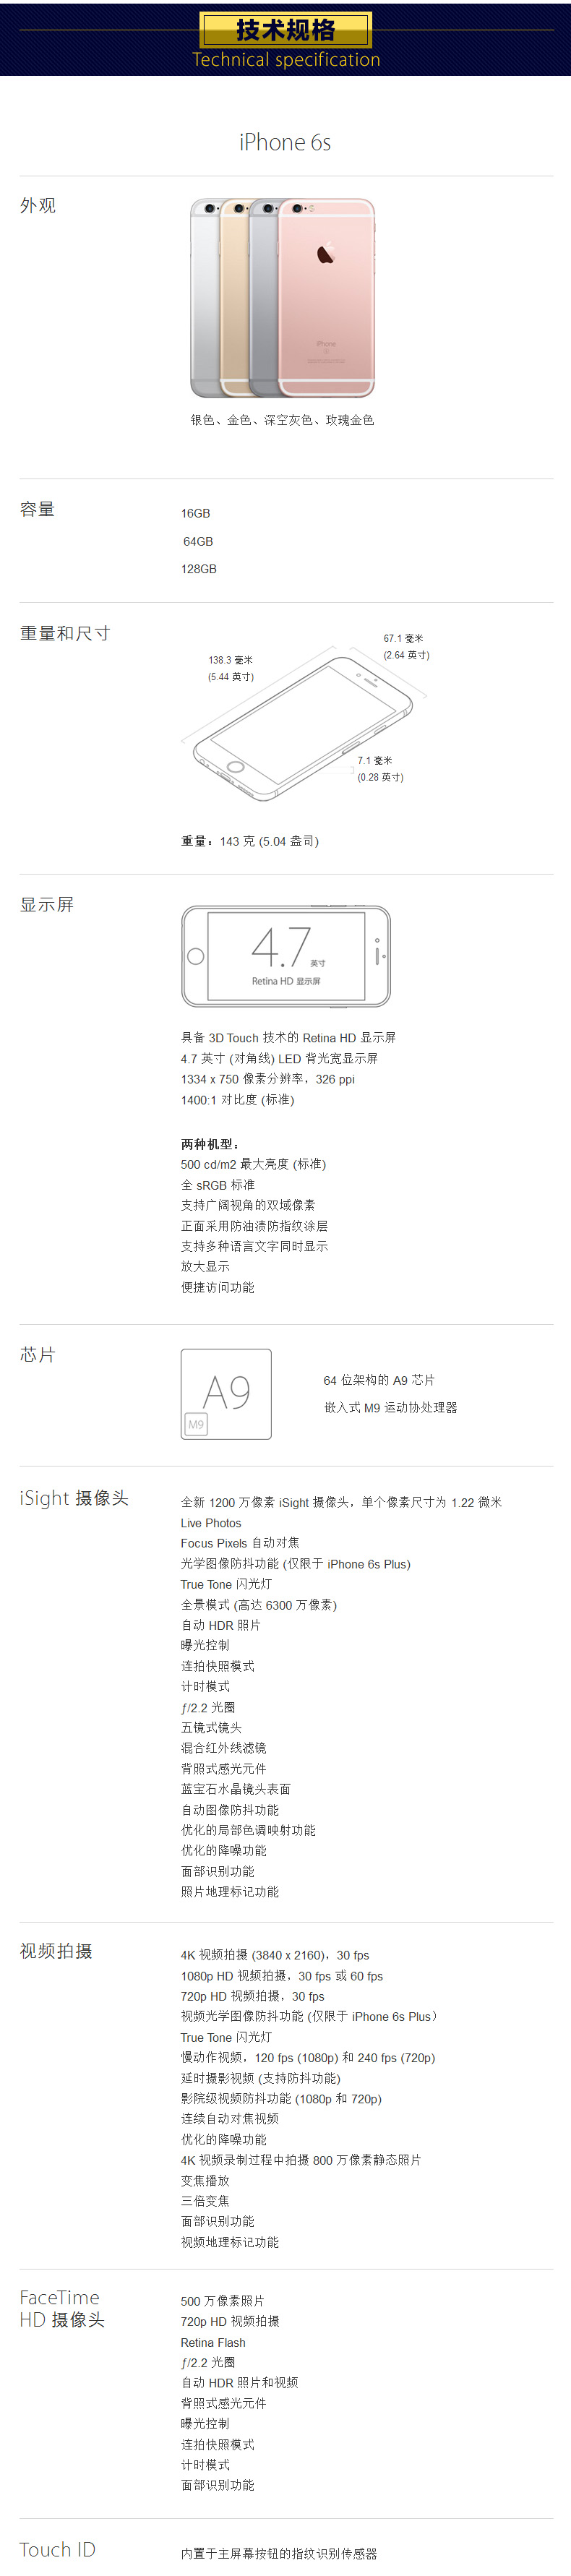 技术规格
Technical specification
iPhone 6s
外观
iPhone
S
银色、金色、深空灰色、玫瑰金色
容量
16GB
64GB
128GB
重量和尺寸
67.1 毫米
(2.64 英寸)
138.3 毫米
(5.44 英寸)
7.1 毫米
(0.28 英寸)
重量：143 克 (5.04 盎司)
显示屏
4.7 英寸
Retina HD 显示屏
具备 3D Touch 技术的 Retina HD 显示屏
4.7 英寸 (对角线) LED 背光宽显示屏
1334 x 750 像素分辨率，326 ppi
1400:1 对比度 (标准)
两种机型：
500 cd/m2 最大亮度 (标准)
全 sRGB 标准
支持广阔视角的双域像素
正面采用防油渍防指纹涂层
支持多种语言文字同时显示
放大显示
便捷访问功能
芯片
A9
M9
64 位架构的 A9 芯片
嵌入式 M9 运动协处理器
iSight 摄像头
全新 1200 万像素 iSight 摄像头，单个像素尺寸为 1.22 微米
Live Photos
Focus Pixels 自动对焦
光学图像防抖功能 (仅限于 iPhone 6s Plus)
True Tone 闪光灯
全景模式 (高达 6300 万像素)
自动 HDR 照片
曝光控制
连拍快照模式
计时模式
ƒ/2.2 光圈
五镜式镜头
混合红外线滤镜
背照式感光元件
蓝宝石水晶镜头表面
自动图像防抖功能
优化的局部色调映射功能
优化的降噪功能
面部识别功能
照片地理标记功能
视频拍摄
4K 视频拍摄 (3840 x 2160)，30 fps
1080p HD 视频拍摄，30 fps 或 60 fps
720p HD 视频拍摄，30 fps
视频光学图像防抖功能 (仅限于 iPhone 6s Plus）
True Tone 闪光灯
慢动作视频，120 fps (1080p) 和 240 fps (720p)
延时摄影视频 (支持防抖功能)
影院级视频防抖功能 (1080p 和 720p)
连续自动对焦视频
优化的降噪功能
4K 视频录制过程中拍摄 800 万像素静态照片
变焦播放
三倍变焦
面部识别功能
视频地理标记功能
FaceTime
HD 摄像头
500 万像素照片
720p HD 视频拍摄
Retina Flash
ƒ/2.2 光圈
自动 HDR 照片和视频
背照式感光元件
曝光控制
连拍快照模式
计时模式
面部识别功能
Touch ID
内置于主屏幕按钮的指纹识别传感器